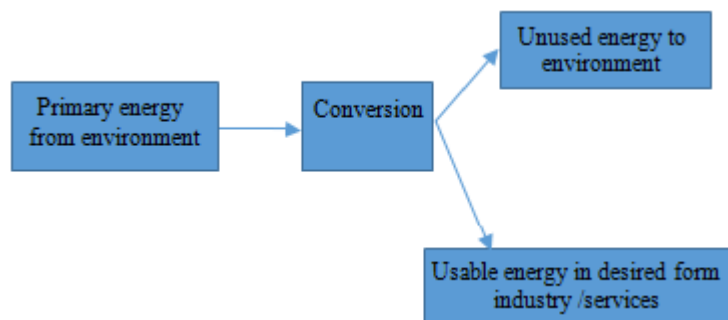 Unused energy to
environment
Primary energy
from environment
Conversion
Usable energy in desired form
industry /services